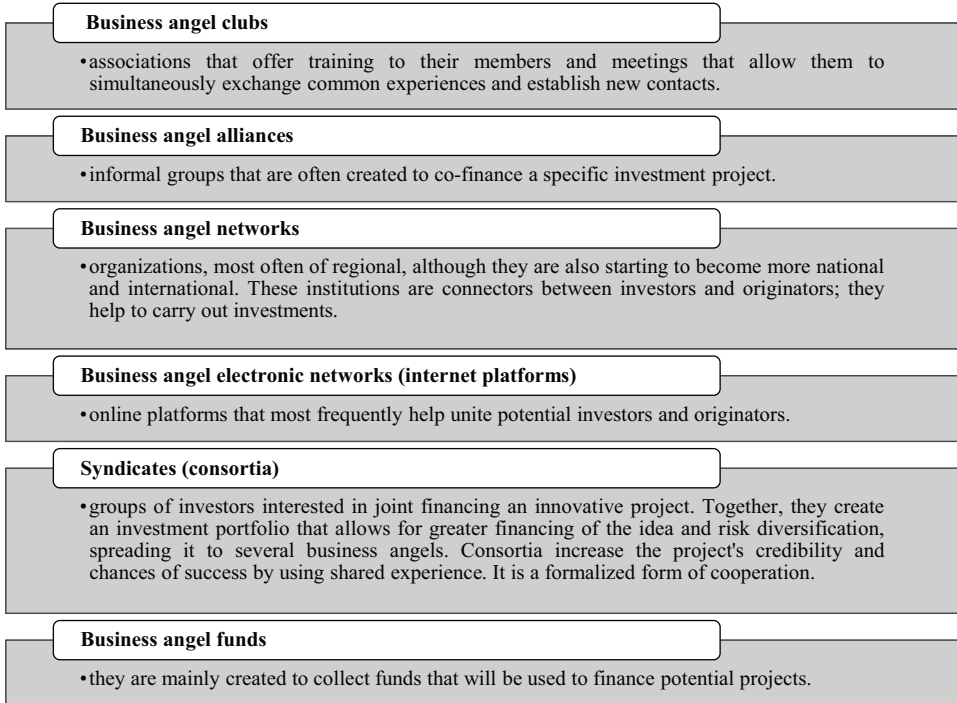 Business angel clubs
•associations that offer training to their members and meetings that allow them to
simultaneously exchange common experiences and establish new contacts.
Business angel alliances
•informal groups that are often created to co-finance a specific investment project.
Business angel networks
•organizations, most often of regional, although they are also starting to become more national
and international. These institutions are connectors between investors and originators; they
help to carry out investments.
Business angel electronic networks (internet platforms)
•online platforms that most frequently help unite potential investors and originators.
Syndicates (consortia)
•groups of investors interested in joint financing an innovative project. Together, they create
an investment portfolio that allows for greater financing of the idea and risk diversification,
spreading it to several business angels. Consortia increase the project's credibility and
chances of success by using shared experience. It is a formalized form of cooperation.
Business angel funds
•they are mainly created to collect funds that will be used to finance potential projects.